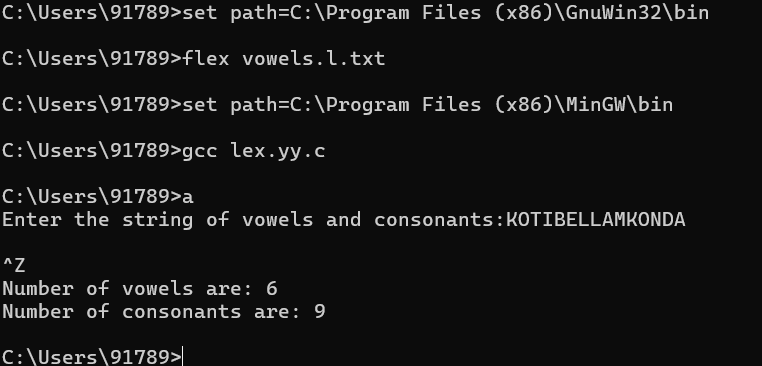 C:\Users\91789>set path=C:\Program Files (x86)\GnuWin32\bin
C:\Users\91789>flex vowels.l.txt
C:\Users\91789>set path=C:\Program Files (x86)\MinGW\bin
C:\Users\91789>gcc lex.yy.c
C:\Users\91789>a
Enter the string of vowels and consonants:KOTIBELLAMKONDA
^Z
Number of vowels are: 6
Number of consonants are: 9
C:\Users\91789>